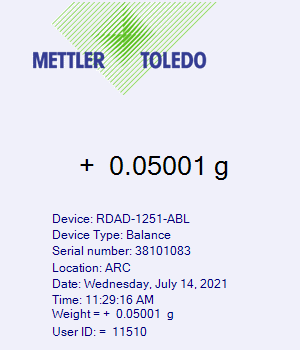 METTLER TOLEDO
+ 0.05001 g
Device: RDAD-1251-ABL
Device Type: Balance
Serial number: 38101083
Location: ARC
Date: Wednesday, July 14, 2021
Time: 11:29:16 AM
Weight = + 0.05001 g
User ID: = 11510